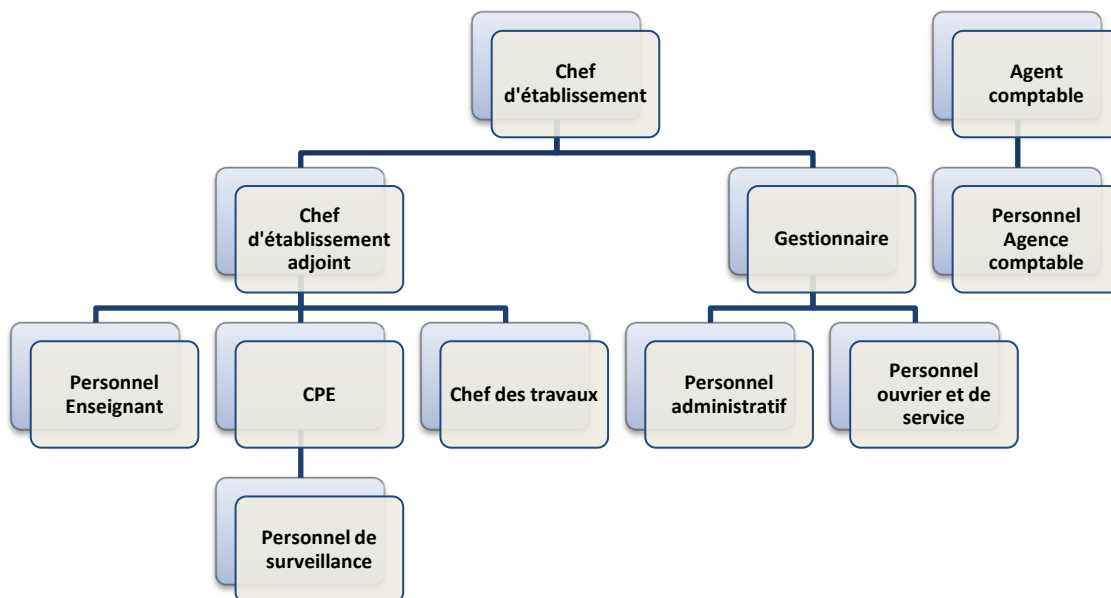 Chef
d'établissement
Agent
comptable
Chef
d'établissement
adjoint
Gestionnaire
Personnel
Agence
comptable
Personnel
Enseignant
CPE
Chef des travaux
Personnel
administratif
Personnel
ouvrier et de
service
Personnel de
surveillance